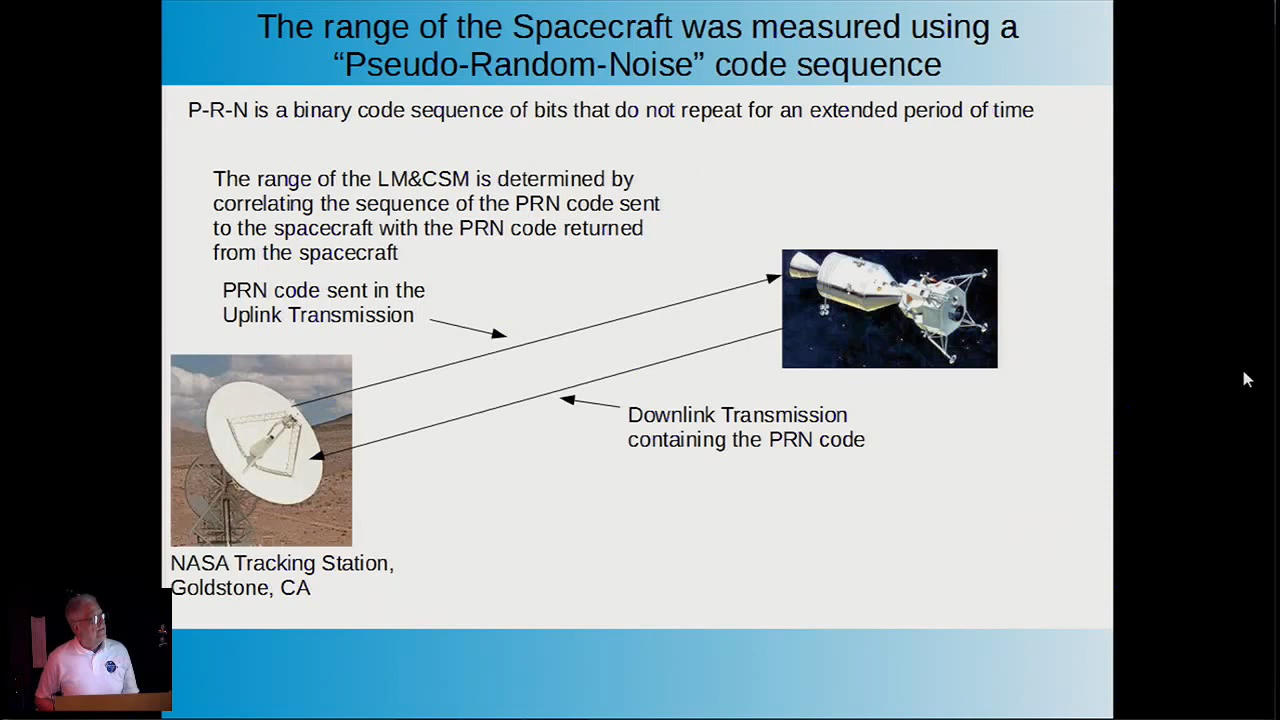 The range of the Spacecraft was measured using a
“Pseudo-Random-Noise” code sequence
P-R-N is a binary code sequence of bits that do not repeat for an extended period of time
The range of the LM&CSM is determined by
correlating the sequence of the PRN code sent
to the spacecraft with the PRN code returned
from the spacecraft
PRN code sent in the
Uplink Transmission
Downlink Transmission
containing the PRN code
NASA Tracking Station,
Goldstone, CA